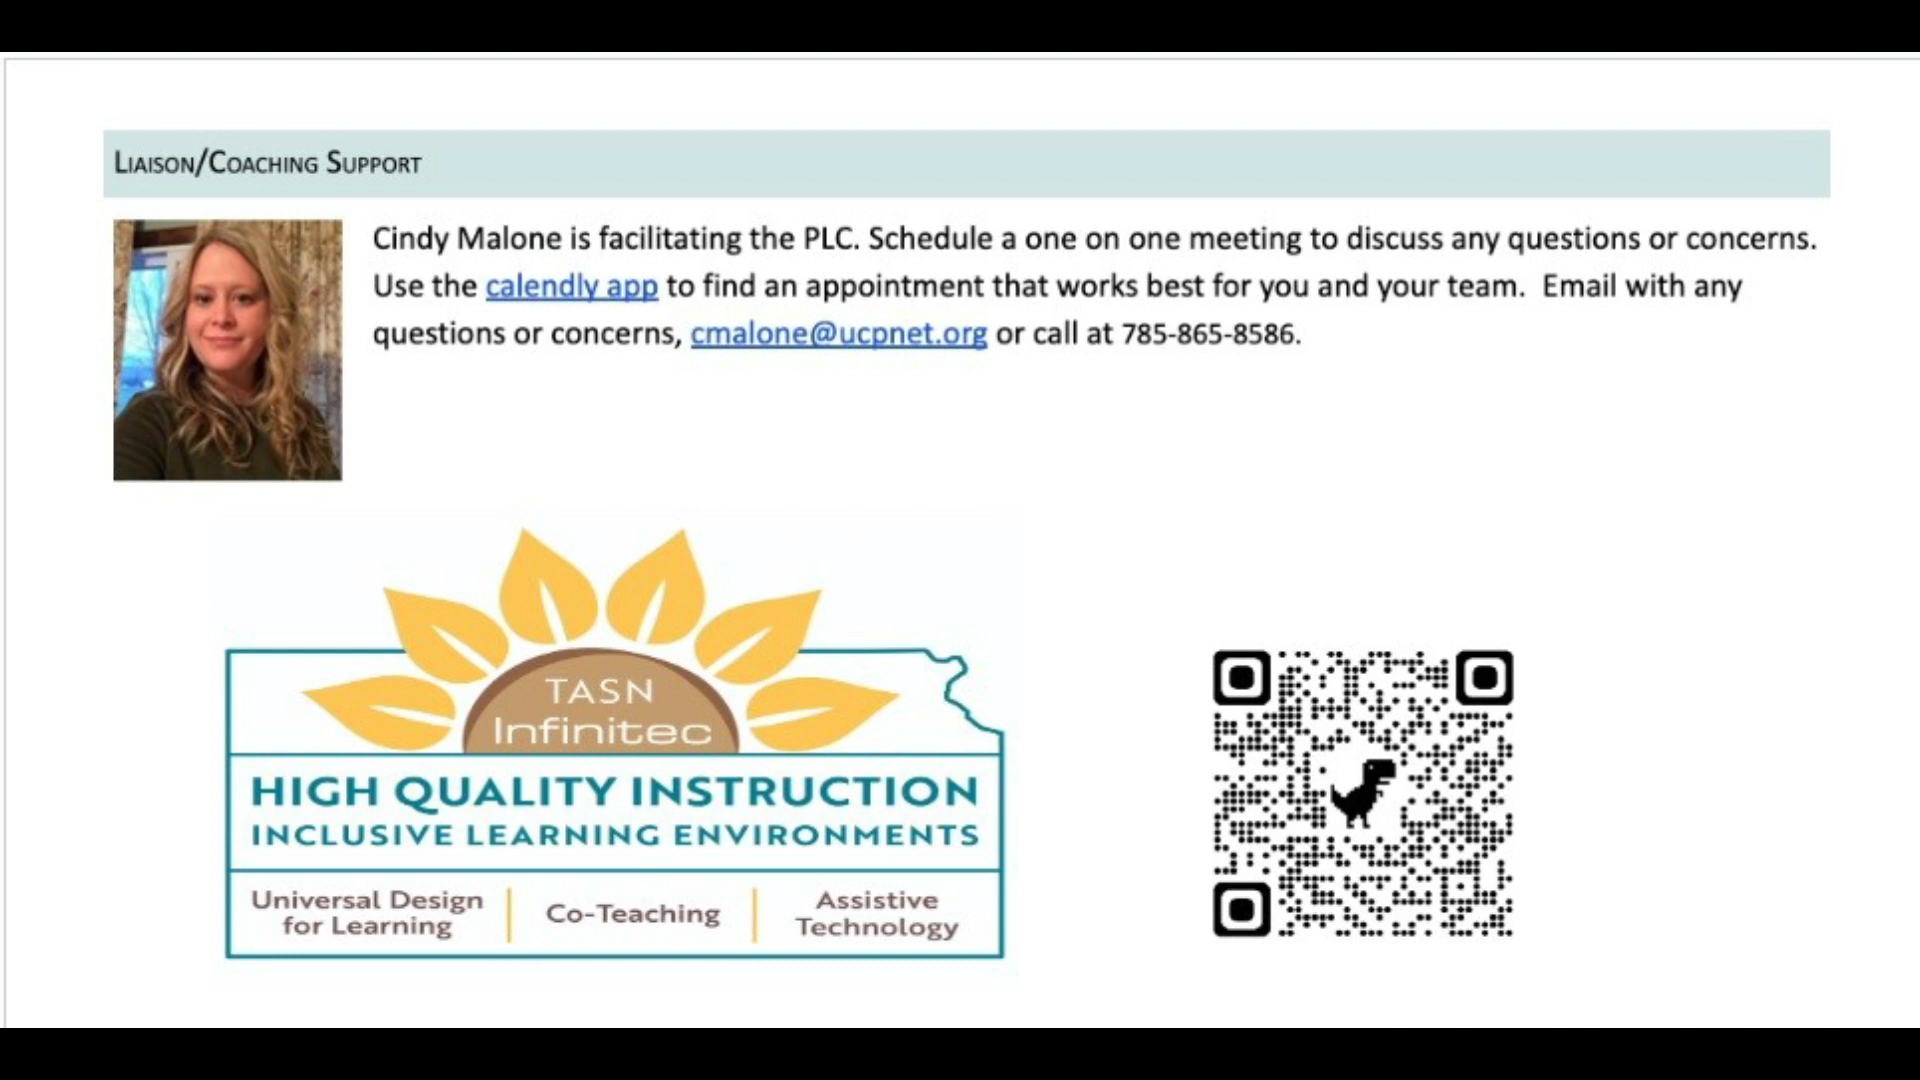 Liaison/Coaching Support
Cindy Malone is facilitating the PLC. Schedule a one on one meeting to discuss any questions or concerns.
Use the calendly app to find an appointment that works best for you and your team.  Email with any
questions or concerns, cmalone@ucpnet.org or call at 785-865-8586.
TASN
Infinitec
HIGH QUALITY INSTRUCTION
INCLUSIVE LEARNING ENVIRONMENTS
Universal Design
for Learning
Co-Teaching
Assistive
Technology